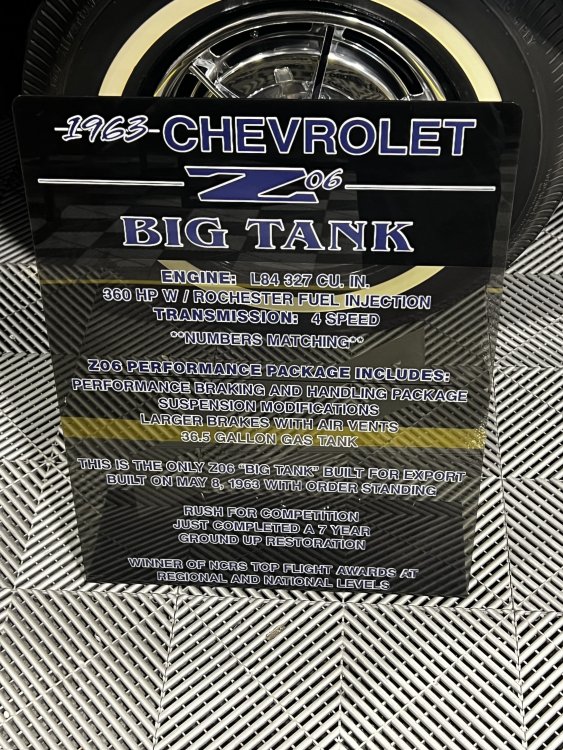 1963 CHEVROLET
Z06
BIG TANK
ENGINE: L84 327 CU. IN.
360 HP W / ROCHESTER FUEL INJECTION
TRANSMISSION: 4 SPEED
**NUMBERS MATCHING**
Z06 PERFORMANCE PACKAGE INCLUDES:
PERFORMANCE BRAKING AND HANDLING PACKAGE
SUSPENSION MODIFICATIONS
LARGER BRAKES WITH AIR VENTS
36.5 GALLON GAS TANK
THIS IS THE ONLY Z06 "BIG TANK" BUILT FOR EXPORT
BUILT ON MAY 8, 1963 WITH ORDER STANDING
RUSH FOR COMPETITION
JUST COMPLETED A 7 YEAR
GROUND UP RESTORATION
WINNER OF NCRS TOP FLIGHT AWARDS AT
REGIONAL AND NATIONAL LEVELS